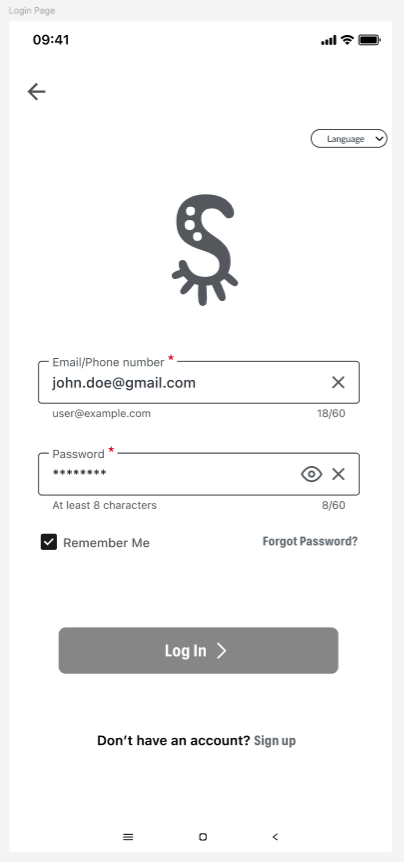 Login Page
09:41
Language
S
Email/Phone number *
john.doe@gmail.com
user@example.com 18/60
Password *
********
At least 8 characters 8/60
Remember Me Forgot Password?
Log In
Don't have an account? Sign up